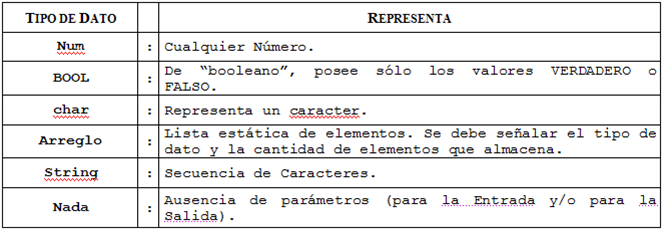 TIPO DE DATO REPRESENTA
Num : Cualquier Número.
BOOL : De “booleano”, posee sólo los valores VERDADERO o
FALSO.
char : Representa un caracter.
Arreglo : Lista estática de elementos. Se debe señalar el tipo de
dato y la cantidad de elementos que almacena.
String : Secuencia de Caracteres.
Nada : Ausencia de parámetros (para la Entrada y/o para la
Salida).